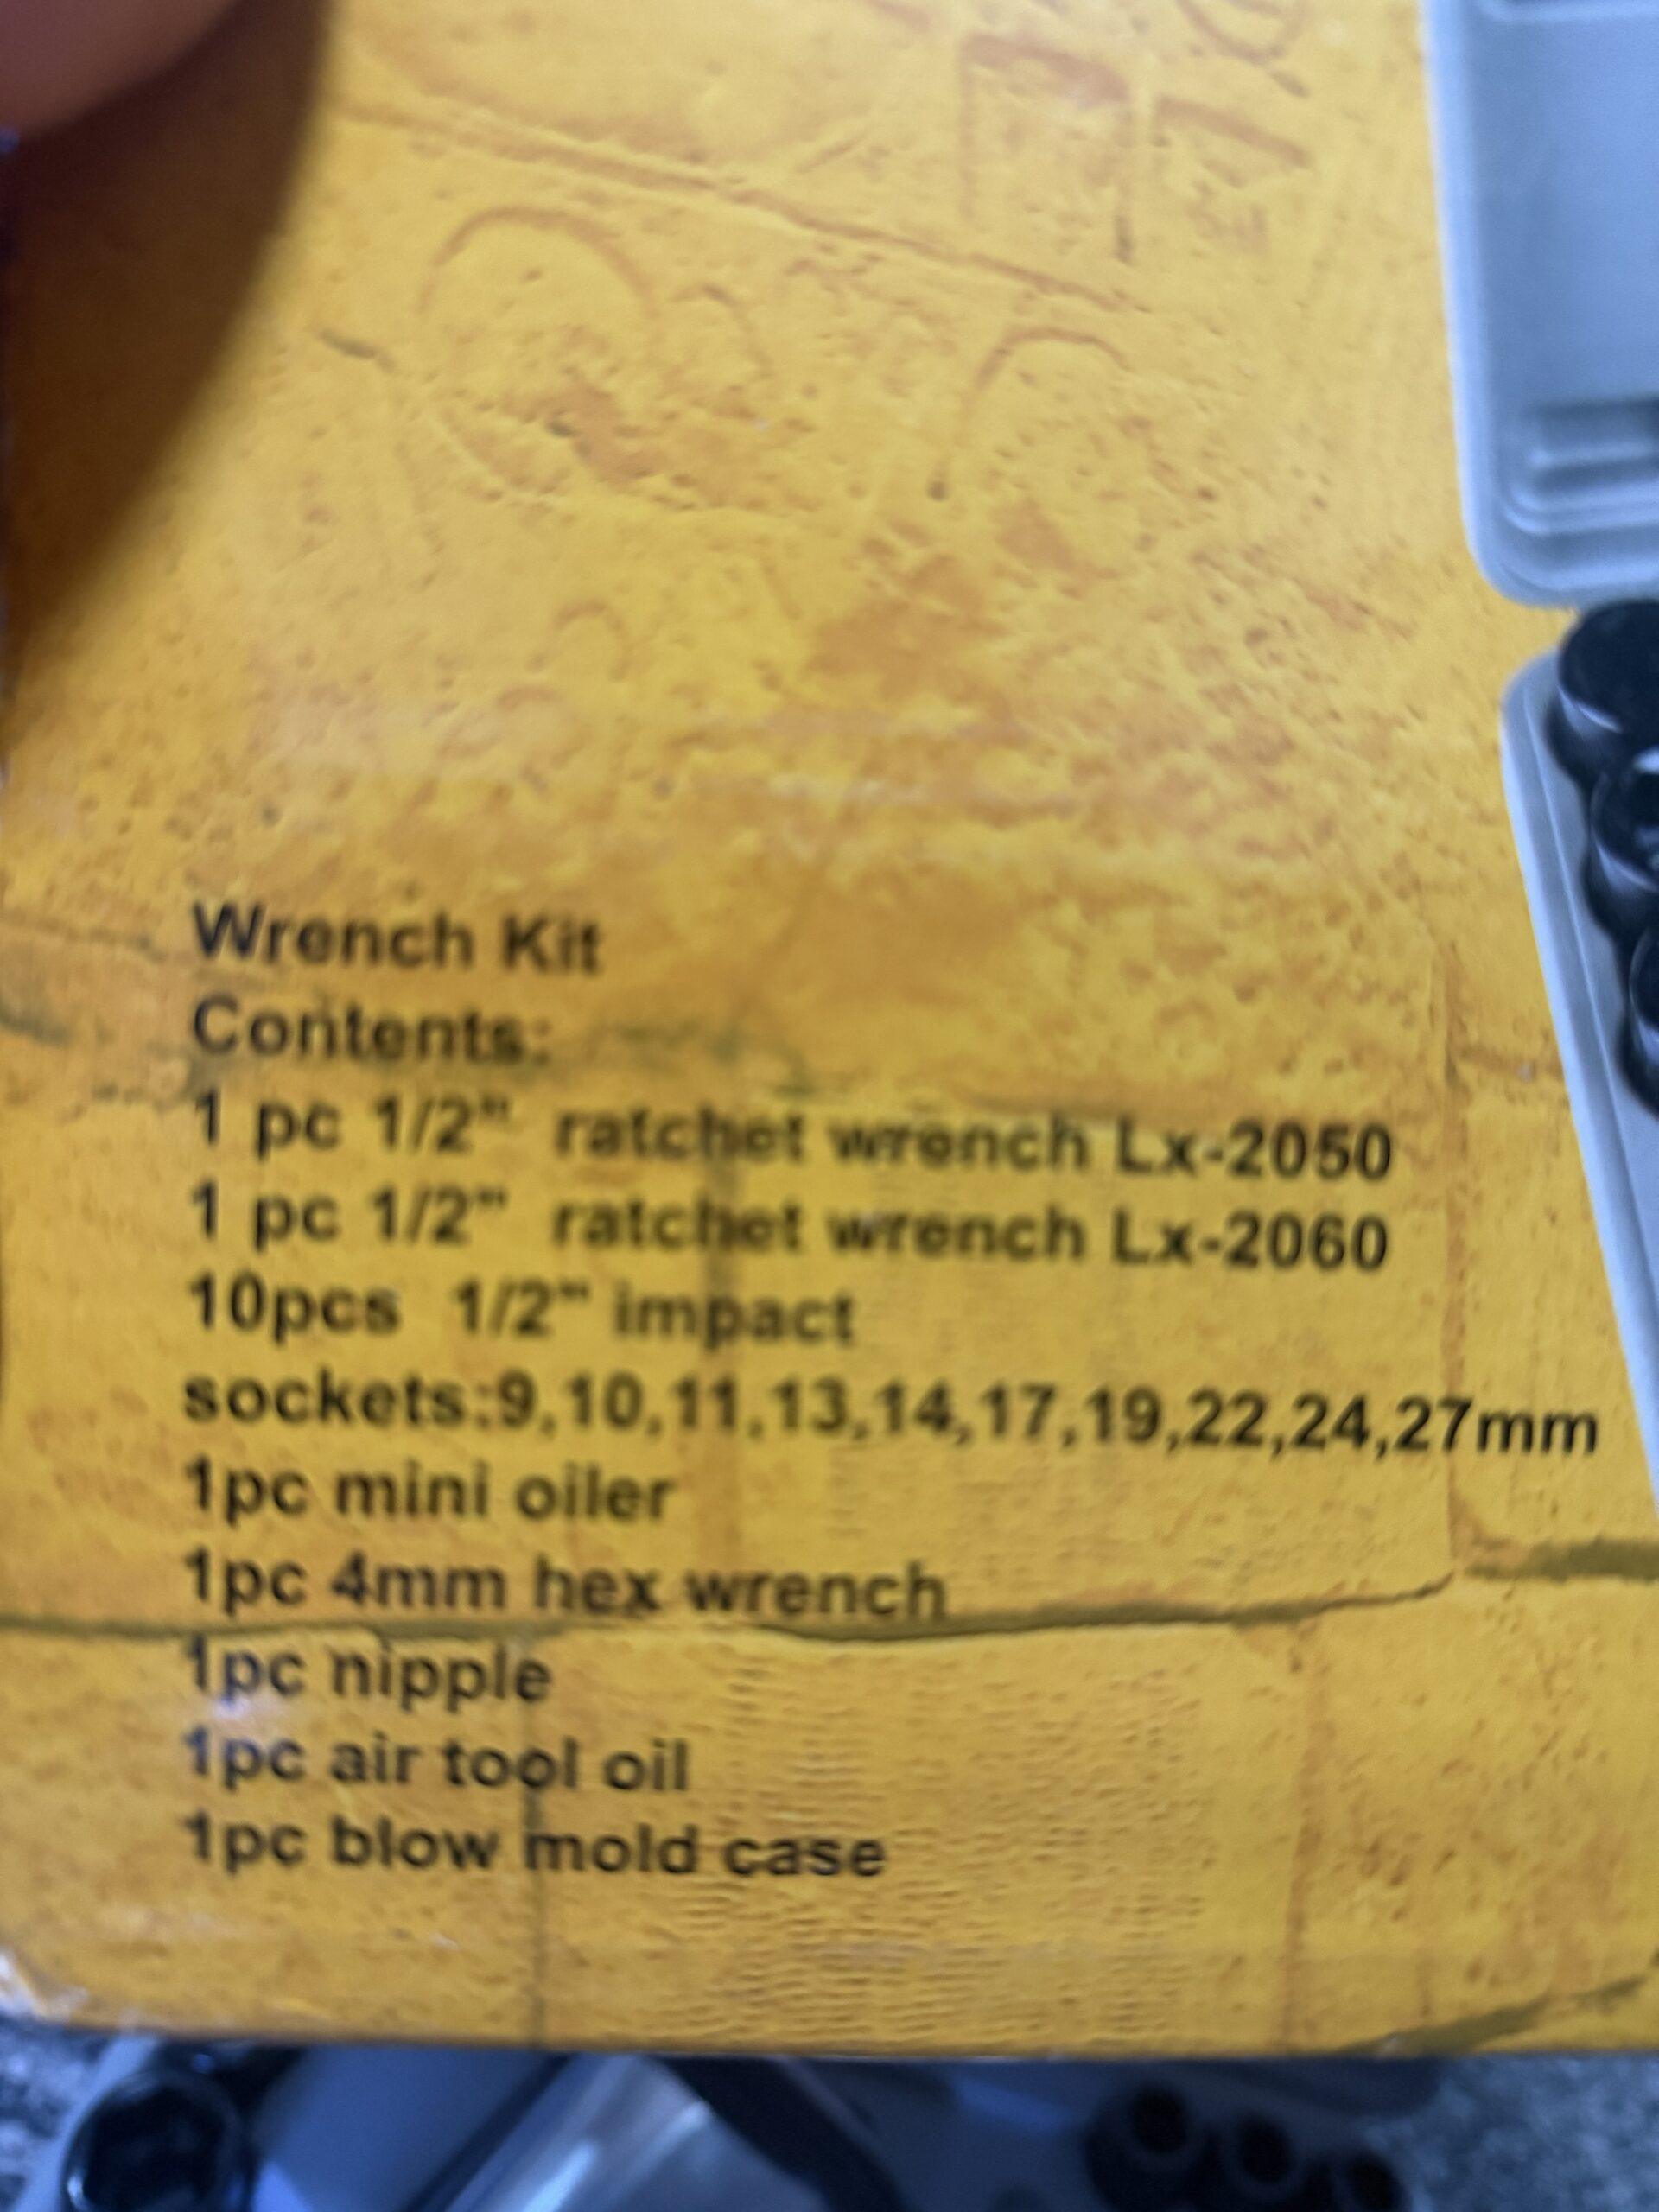 Wrench Kit
Contents:
1 pc 1/2" ratchet wrench Lx-2050
1 pc 1/2" ratchet wrench Lx-2060
10pcs 1/2" impact
sockets:9,10,11,13,14,17,19,22,24,27mm
1pc mini oiler
1pc 4mm hex wrench
1pc nipple
1pc air tool oil
1pc blow mold case